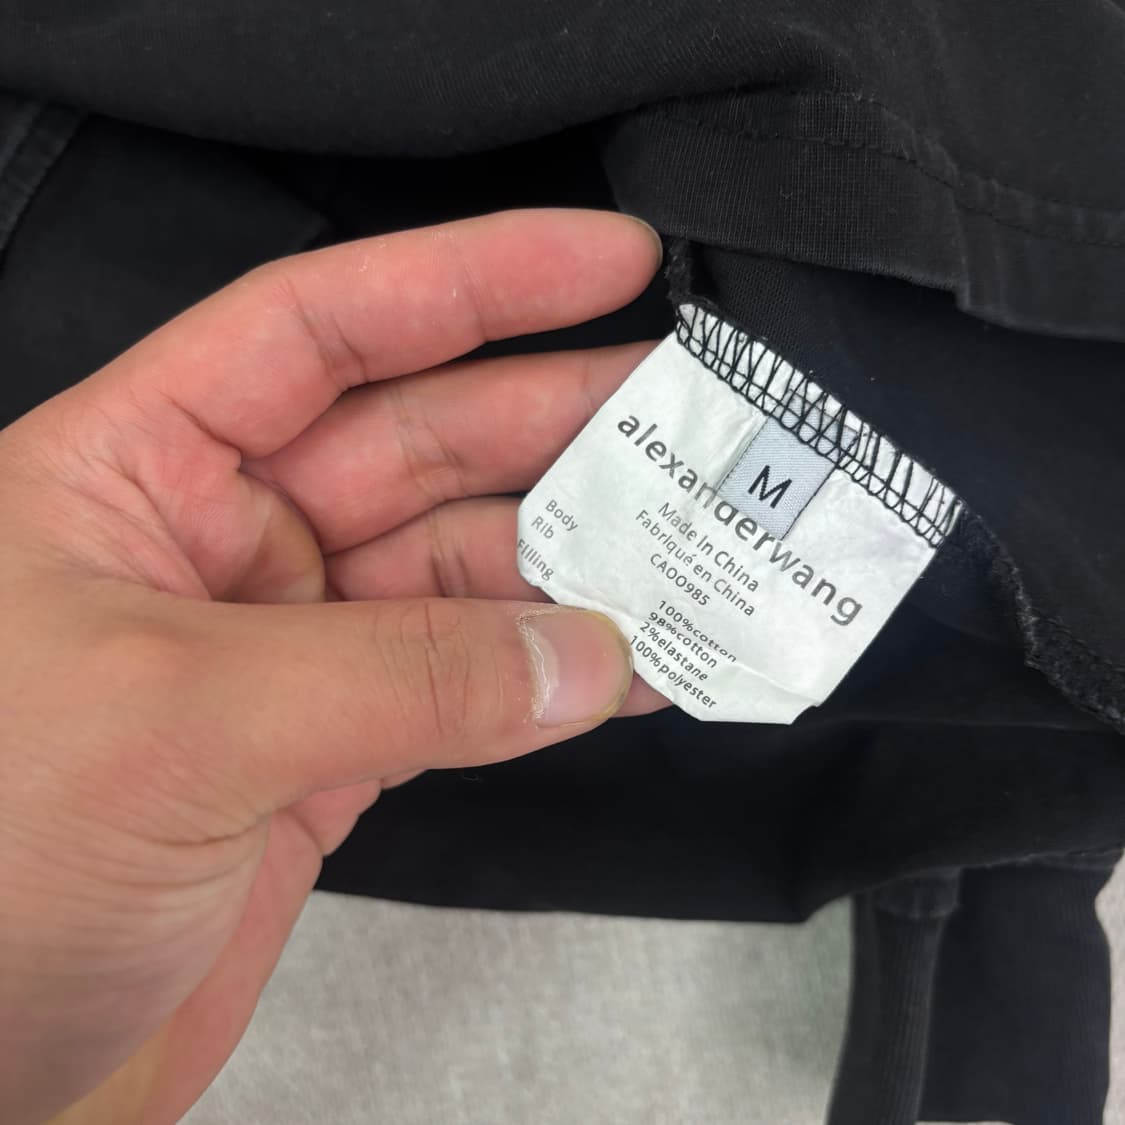 alexanderwang
M
Made In China
Fabriqué en China
CA00985
Body 100%cotton
Rib 98%cotton
2%elastane
Filling 100%polyester